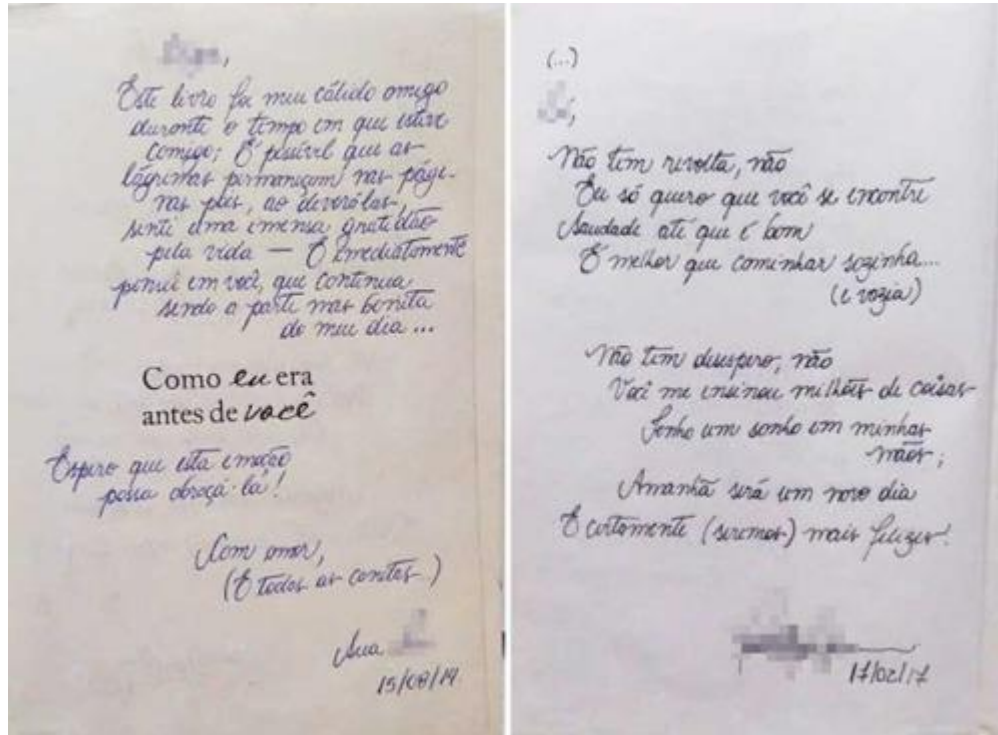 Este livro foi meu cálido amigo
durante o tempo em que esteve
comigo; É possível que as
lágrimas permaneçam nas pági-
nas pois, ao devorá-las,
senti uma imensa gratidão
pela vida — E imediatamente
pensei em você, que continua
sendo a parte mas bonita
do meu dia ...
Como eu era
antes de você
Espero que esta emoção
possa abraçá-la!
Com amor,
(E todos as cantos.)
Sua
15/08/14
(...)
Não tem revolta, não
Eu só quero que você se encontre
Saudade até que é bom
É melhor que caminhar sozinha...
(e vazia)
Não tem desespero, não
Você me ensinou milhões de coisas
Tenho um sonho em minhas
mãos;
Amanhã será um novo dia
E certamente (seremos) mais felizes.
17/02/17